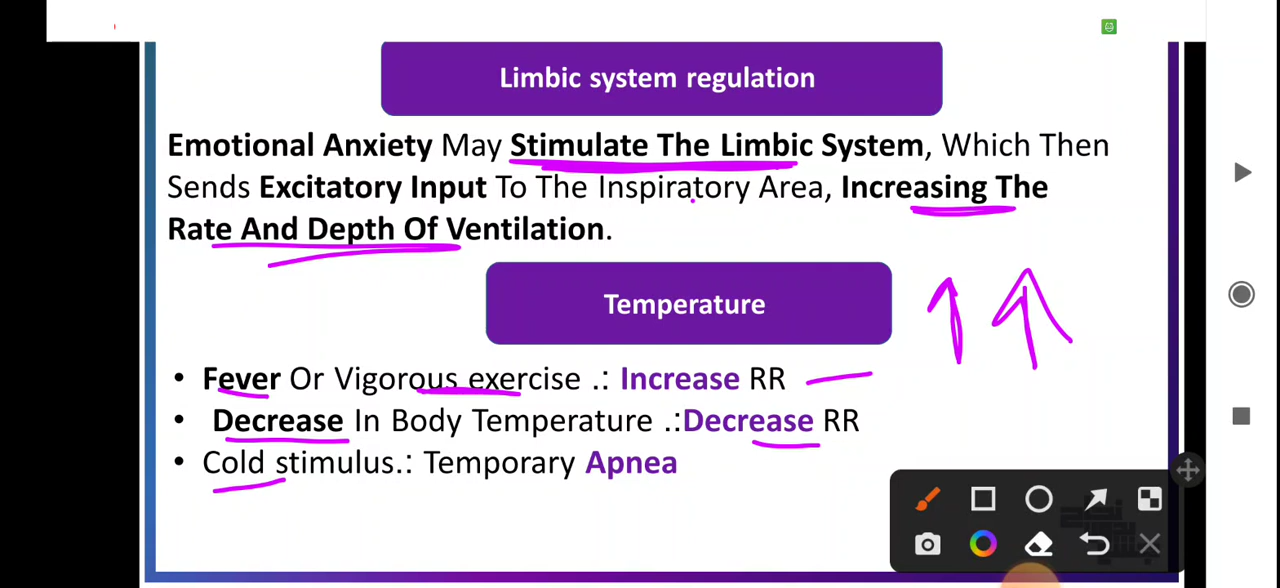 Limbic system regulation
Emotional Anxiety May Stimulate The Limbic System, Which Then
Sends Excitatory Input To The Inspiratory Area, Increasing The
Rate And Depth Of Ventilation.
Temperature
• Fever Or Vigorous exercise .: Increase RR
• Decrease In Body Temperature .:Decrease RR
• Cold stimulus.: Temporary Apnea